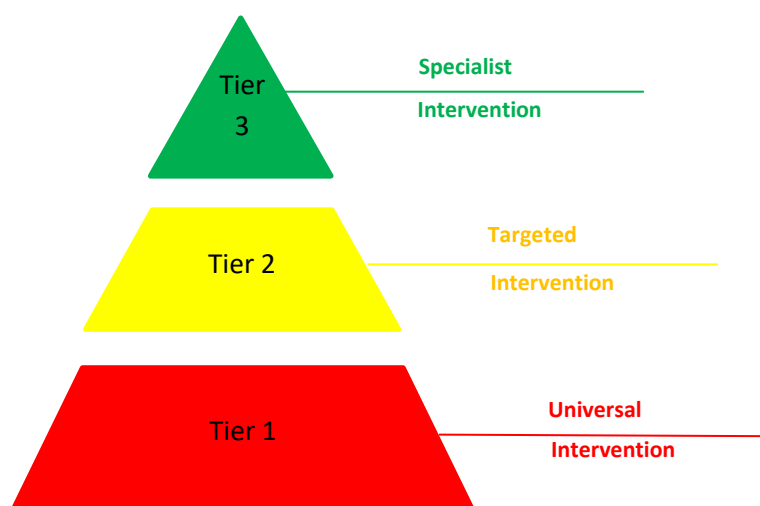 Tier
3
Specialist
Intervention
Tier 2
Targeted
Intervention
Tier 1
Universal
Intervention